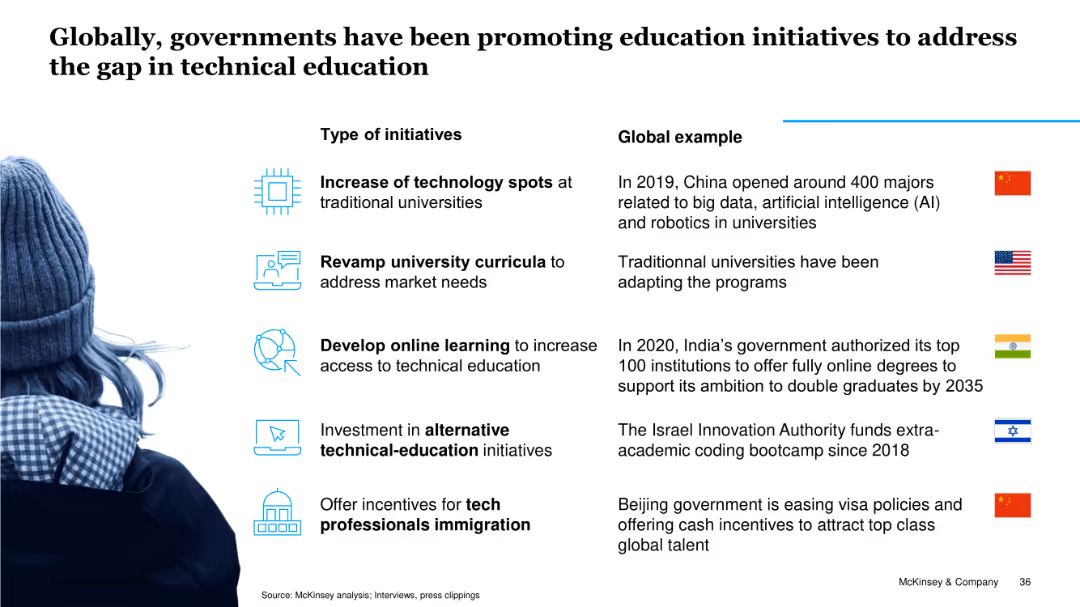 Globally, governments have been promoting education initiatives to address
the gap in technical education
Type of initiatives
Global example
Increase of technology spots at
traditional universities
In 2019, China opened around 400 majors
related to big data, artificial intelligence (AI)
and robotics in universities
Revamp university curricula to
address market needs
Traditionnal universities have been
adapting the programs
Develop online learning to increase
access to technical education
In 2020, India’s government authorized its top
100 institutions to offer fully online degrees to
support its ambition to double graduates by 2035
Investment in alternative
technical-education initiatives
The Israel Innovation Authority funds extra-
academic coding bootcamp since 2018
Offer incentives for tech
professionals immigration
Beijing government is easing visa policies and
offering cash incentives to attract top class
global talent
McKinsey & Company 36
Source: McKinsey analysis; Interviews, press clippings